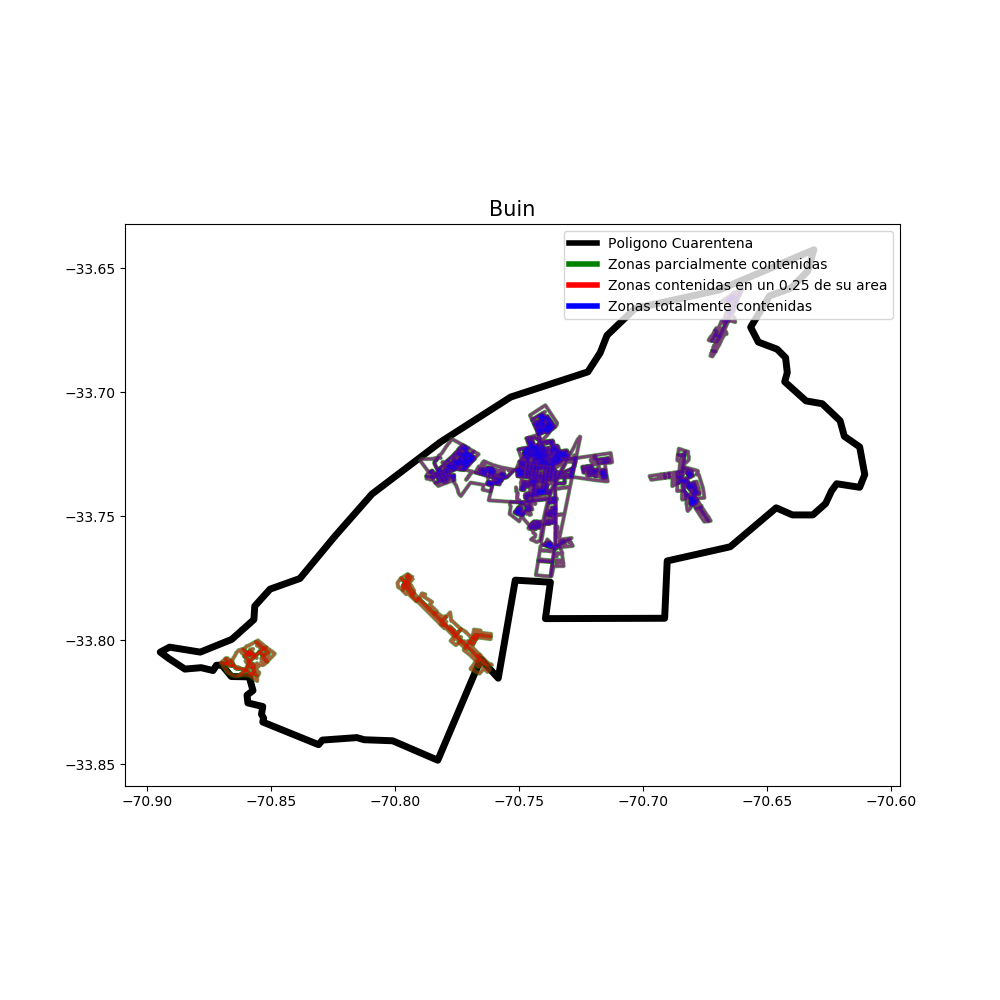 Buin
Poligono Cuarentena
Zonas parcialmente contenidas
Zonas contenidas en un 0.25 de su area
Zonas totalmente contenidas
−33.65
−33.70
−33.75
−33.80
−33.85
−70.90 −70.85 −70.80 −70.75 −70.70 −70.65 −70.60